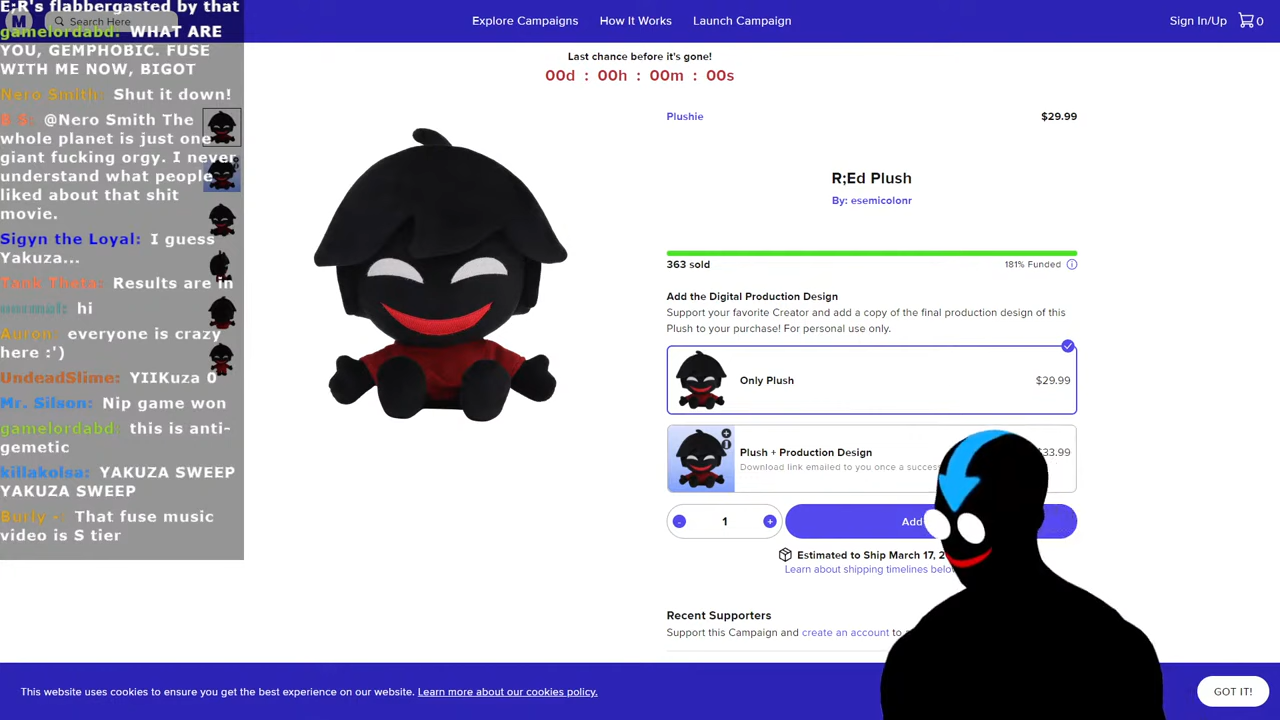 E;R's flabbergasted by that
gamelordabd: WHAT ARE
YOU, GEMPHOBIC. FUSE
WITH ME NOW, BIGOT
Nero Smith: Shut it down!
B S: @Nero Smith The
whole planet is just one
giant fucking orgy. I never
understand what people
liked about that shit
movie.
Sigyn the Loyal: I guess
Yakuza...
Tank Theta: Results are in
normal: hi
Auron: everyone is crazy
here :')
UndeadSlime: YIIKuza 0
Mr. Silson: Nip game won
gamelordabd: this is anti-
gemetic
killakolsa: YAKUZA SWEEP
YAKUZA SWEEP
Burly -: That fuse music
video is S tier
M
Search Here
Explore Campaigns How It Works Launch Campaign
Sign In/Up 0
Last chance before it's gone!
00d : 00h : 00m : 00s
Plushie $29.99
R;Ed Plush
By: esemicolonr
363 sold 181% Funded
Add the Digital Production Design
Support your favorite Creator and add a copy of the final production design of this
Plush to your purchase! For personal use only.
Only Plush $29.99
Plush + Production Design $33.99
Download link emailed to you once a
- 1 + Add
Estimated to Ship March 17,
Learn about shipping timelines
Recent Supporters
Support this Campaign and create an account to
This website uses cookies to ensure you get the best experience on our website. Learn more about our cookies policy.
GOT IT!